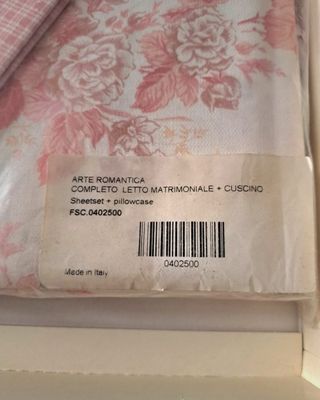 ARTE ROMANTICA
COMPLETO LETTO MATRIMONIALE + CUSCINO
Sheetset + pillowcase
FSC.0402500
0402500
Made in Italy